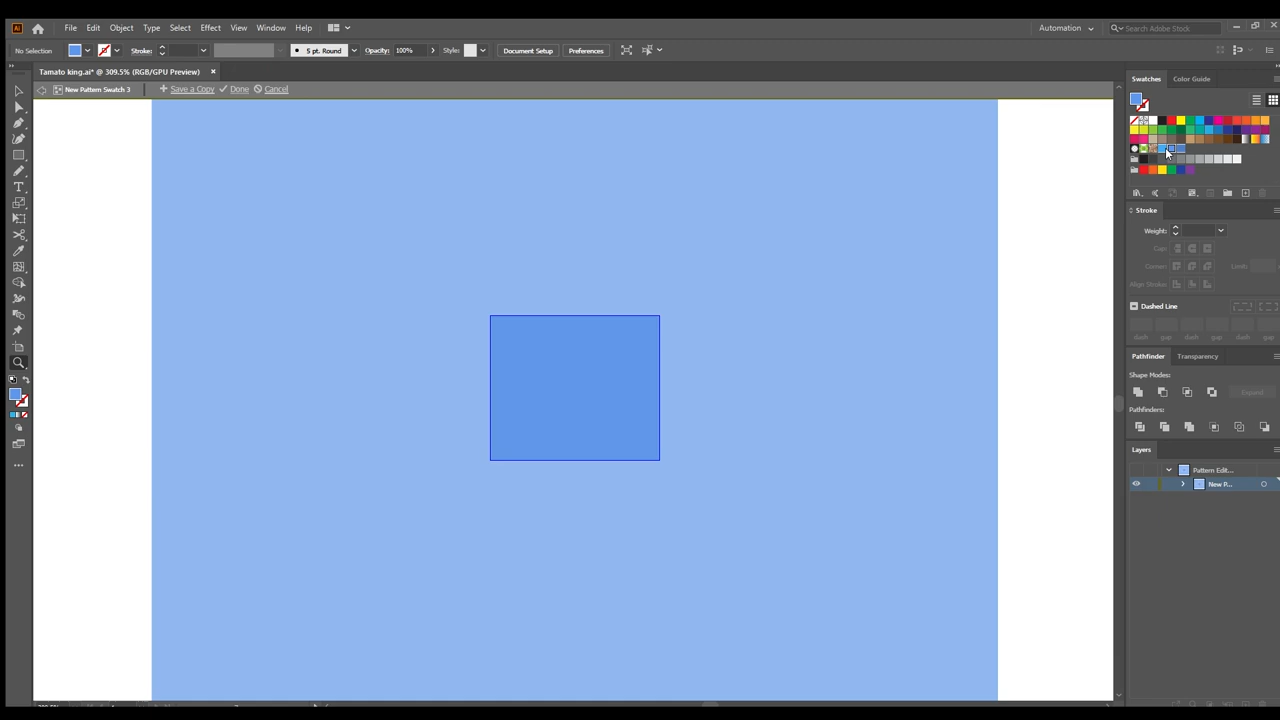 Ai File Edit Object Type Select Effect View Window Help Automation Search Adobe Stock
No Selection Stroke: 5 pt. Round Opacity: 100% Style: Document Setup Preferences
Tamato king.ai* @ 309.5% (RGB/GPU Preview)
New Pattern Swatch 3 Save a Copy Done Cancel
Swatches Color Guide
Stroke
Weight:
Cap:
Corner: Limit:
Align Stroke:
Dashed Line
dash gap dash gap dash gap
Pathfinder Transparency
Shape Modes:
Expand
Pathfinders:
Layers
Pattern Edit...
New P...